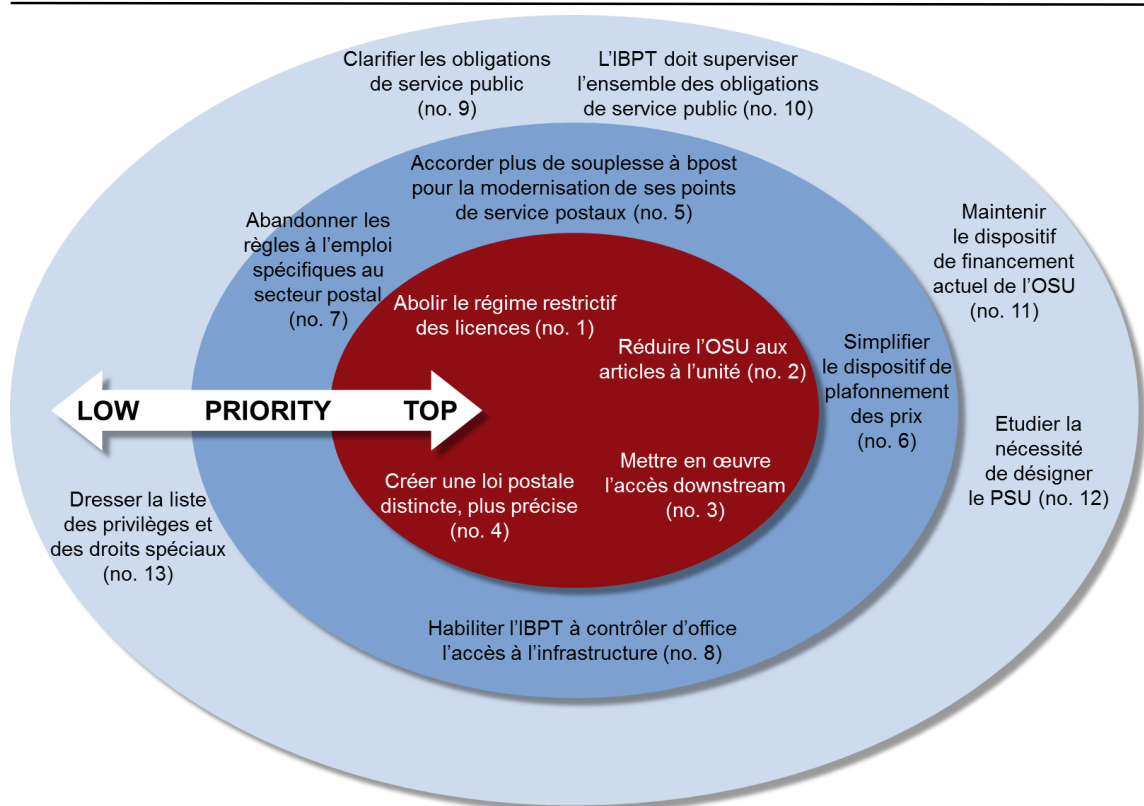 Clarifier les obligations
de service public
(no. 9)
L’IBPT doit superviser
l’ensemble des obligations
de service public (no. 10)
Accorder plus de souplesse à bpost
pour la modernisation de ses points
de service postaux (no. 5)
Abandonner les
règles à l’emploi
spécifiques au
secteur postal
(no. 7)
Maintenir
le dispositif
de financement
actuel de l’OSU
(no. 11)
Abolir le régime restrictif
des licences (no. 1)
Réduire l’OSU aux
articles à l’unité (no. 2)
Simplifier
le dispositif de
plafonnement
des prix
(no. 6)
LOW PRIORITY TOP
Etudier la
nécessité
de désigner
le PSU (no. 12)
Mettre en œuvre
l’accès downstream
(no. 3)
Créer une loi postale
distincte, plus précise
(no. 4)
Dresser la liste
des privilèges et
des droits spéciaux
(no. 13)
Habiliter l’IBPT à contrôler d’office
l’accès à l’infrastructure (no. 8)